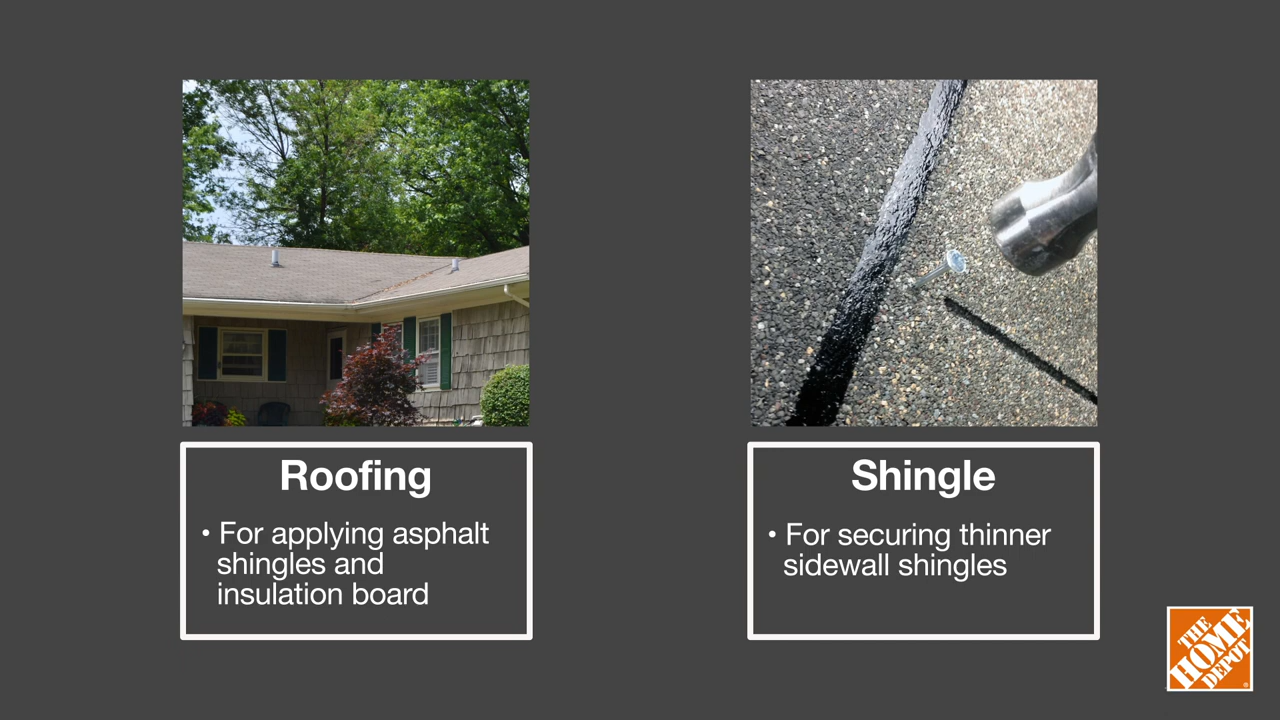 Roofing
• For applying asphalt
shingles and
insulation board
Shingle
• For securing thinner
sidewall shingles
THE
HOME
DEPOT